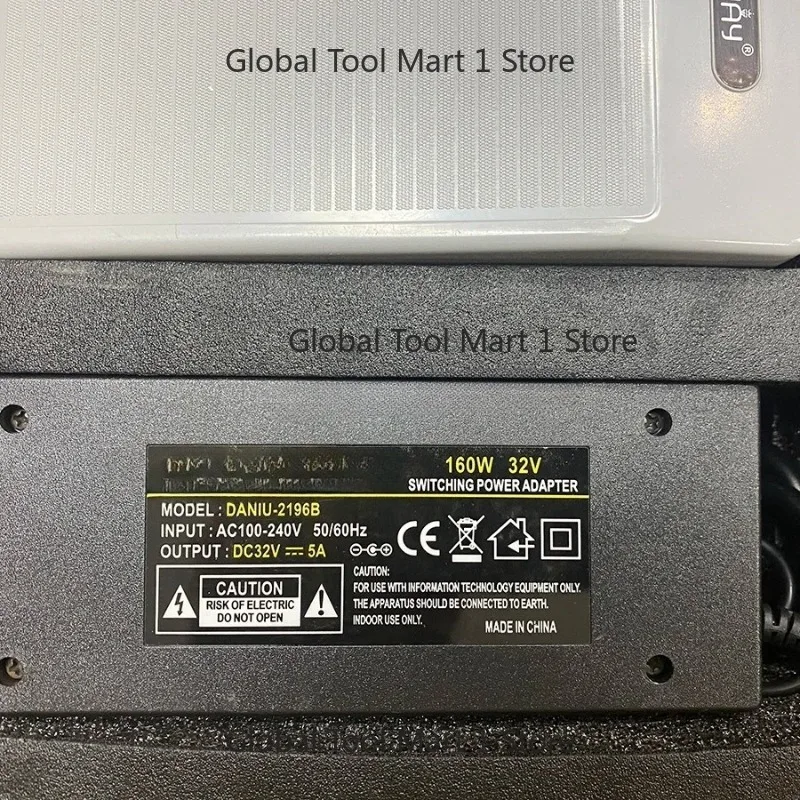 Global Tool Mart 1 Store
Global Tool Mart 1 Store
160W 32V
SWITCHING POWER ADAPTER
MODEL : DANIU-2196B
INPUT : AC100-240V 50/60Hz
OUTPUT : DC32V ⎓ 5A
CE
CAUTION
RISK OF ELECTRIC
DO NOT OPEN
CAUTION:
FOR USE WITH INFORMATION TECHNOLOGY EQUIPMENT ONLY.
THE APPARATUS SHOULD BE CONNECTED TO EARTH.
INDOOR USE ONLY.
MADE IN CHINA